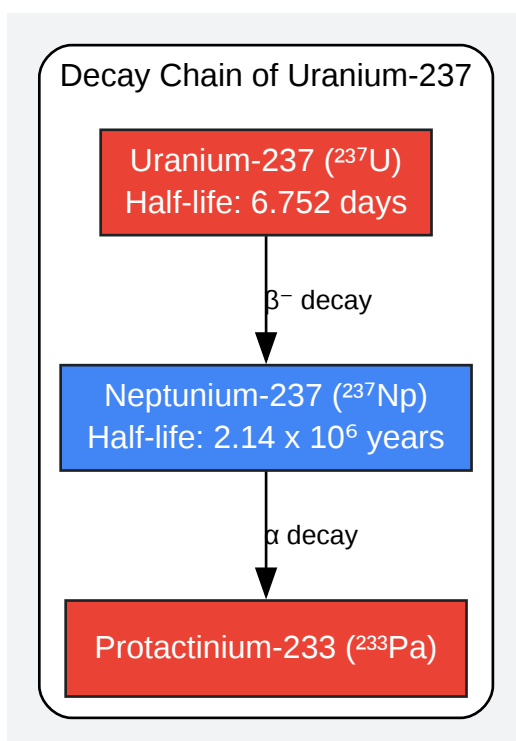 Decay Chain of Uranium-237
Uranium-237 (²³⁷U)
Half-life: 6.752 days
β⁻ decay
Neptunium-237 (²³⁷Np)
Half-life: 2.14 x 10⁶ years
α decay
Protactinium-233 (²³³Pa)